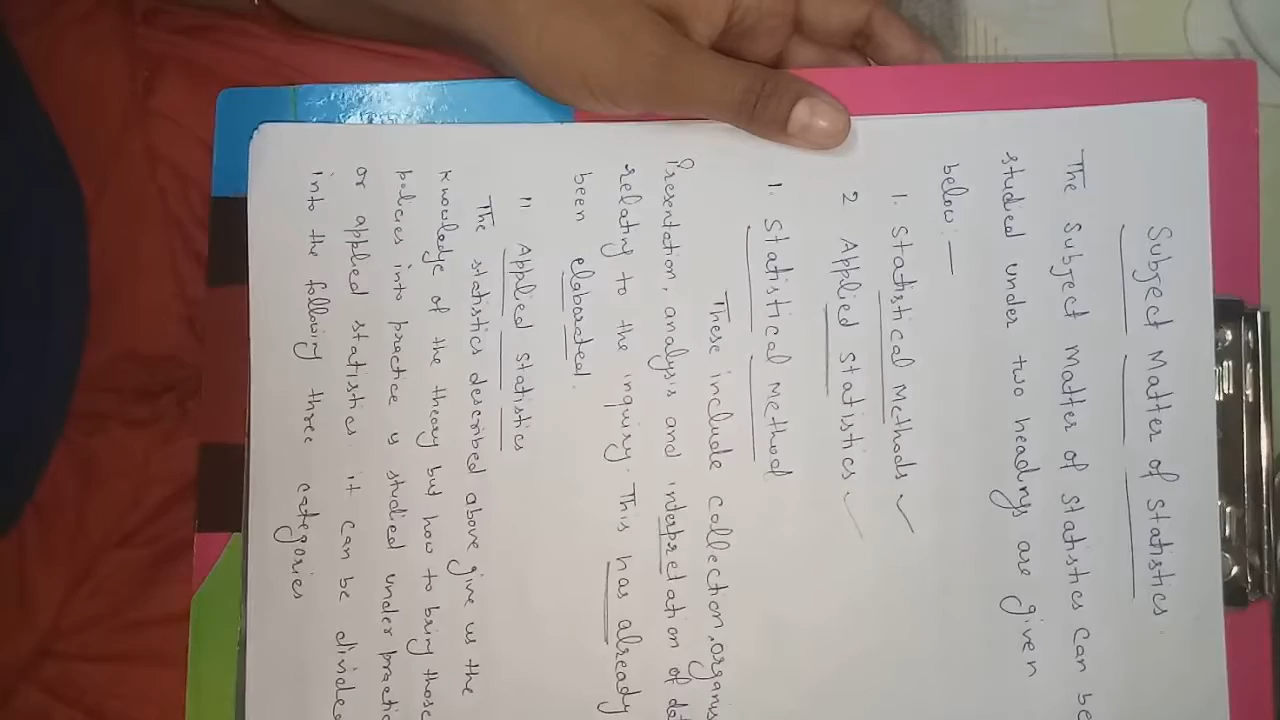 Subject Matter of Statistics.
The Subject Matter of Statistics can be
studied under two headings are given
below:—
1. Statistical Methods ✓
2 Applied Statistics ✓
1. Statistical Method
These include collection, organis
Presentation, analysis and interpretation of dat
relating to the inquiry. This has already
been elaborated.
11 Applied Statistics
The statistics described above give us the
knowledge of the theory but how to bring those
policies into practice is studied under practic
or applied statistics. it can be divided
into the following three categories